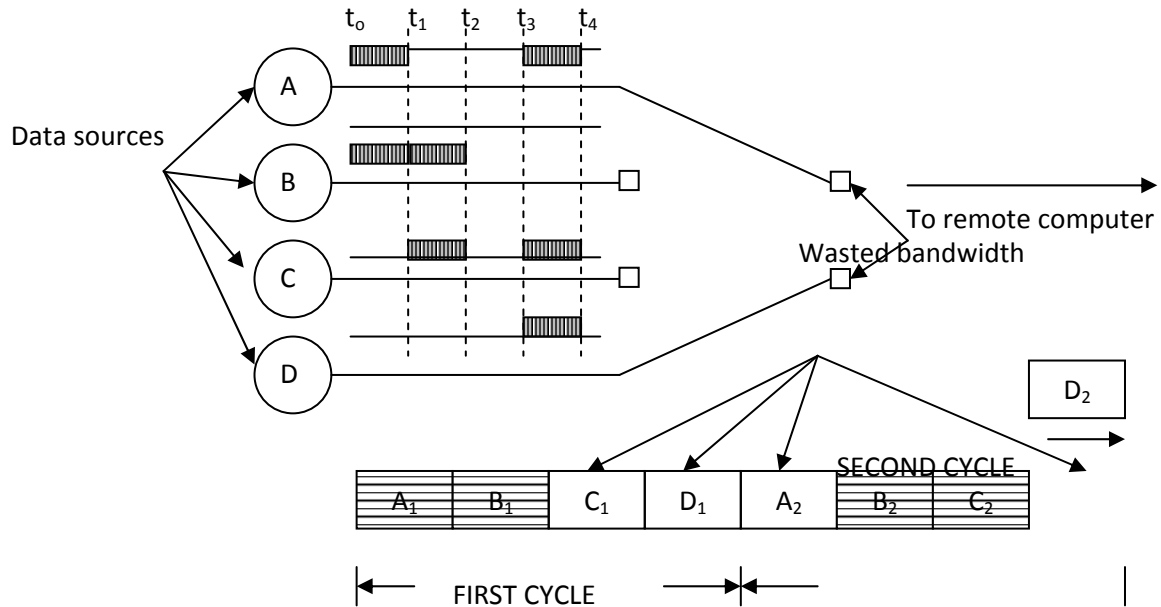 t₀ t₁ t₂ t₃ t₄
A
Data sources
B
To remote computer
Wasted bandwidth
C
D
D₂
SECOND CYCLE
A₁ B₁ C₁ D₁ A₂ B₂ C₂
FIRST CYCLE